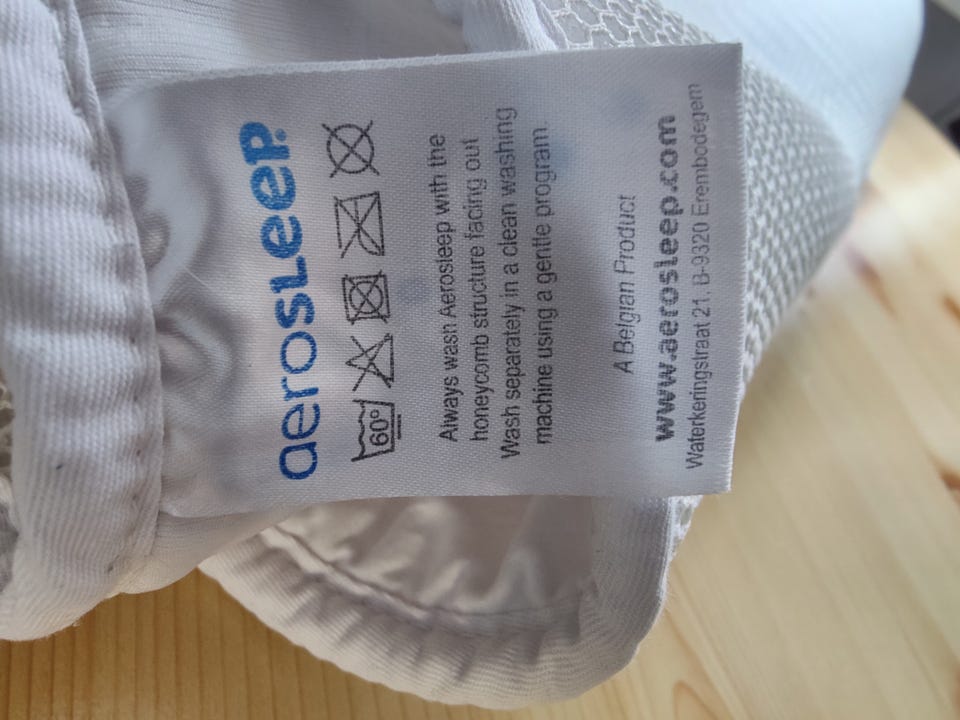 aerosleep®
60°
Always wash Aerosleep with the
honeycomb structure facing out
Wash separately in a clean washing
machine using a gentle program.
A Belgian Product
www.aerosleep.com
Waterkeringstraat 21, B-9320 Erembodegem